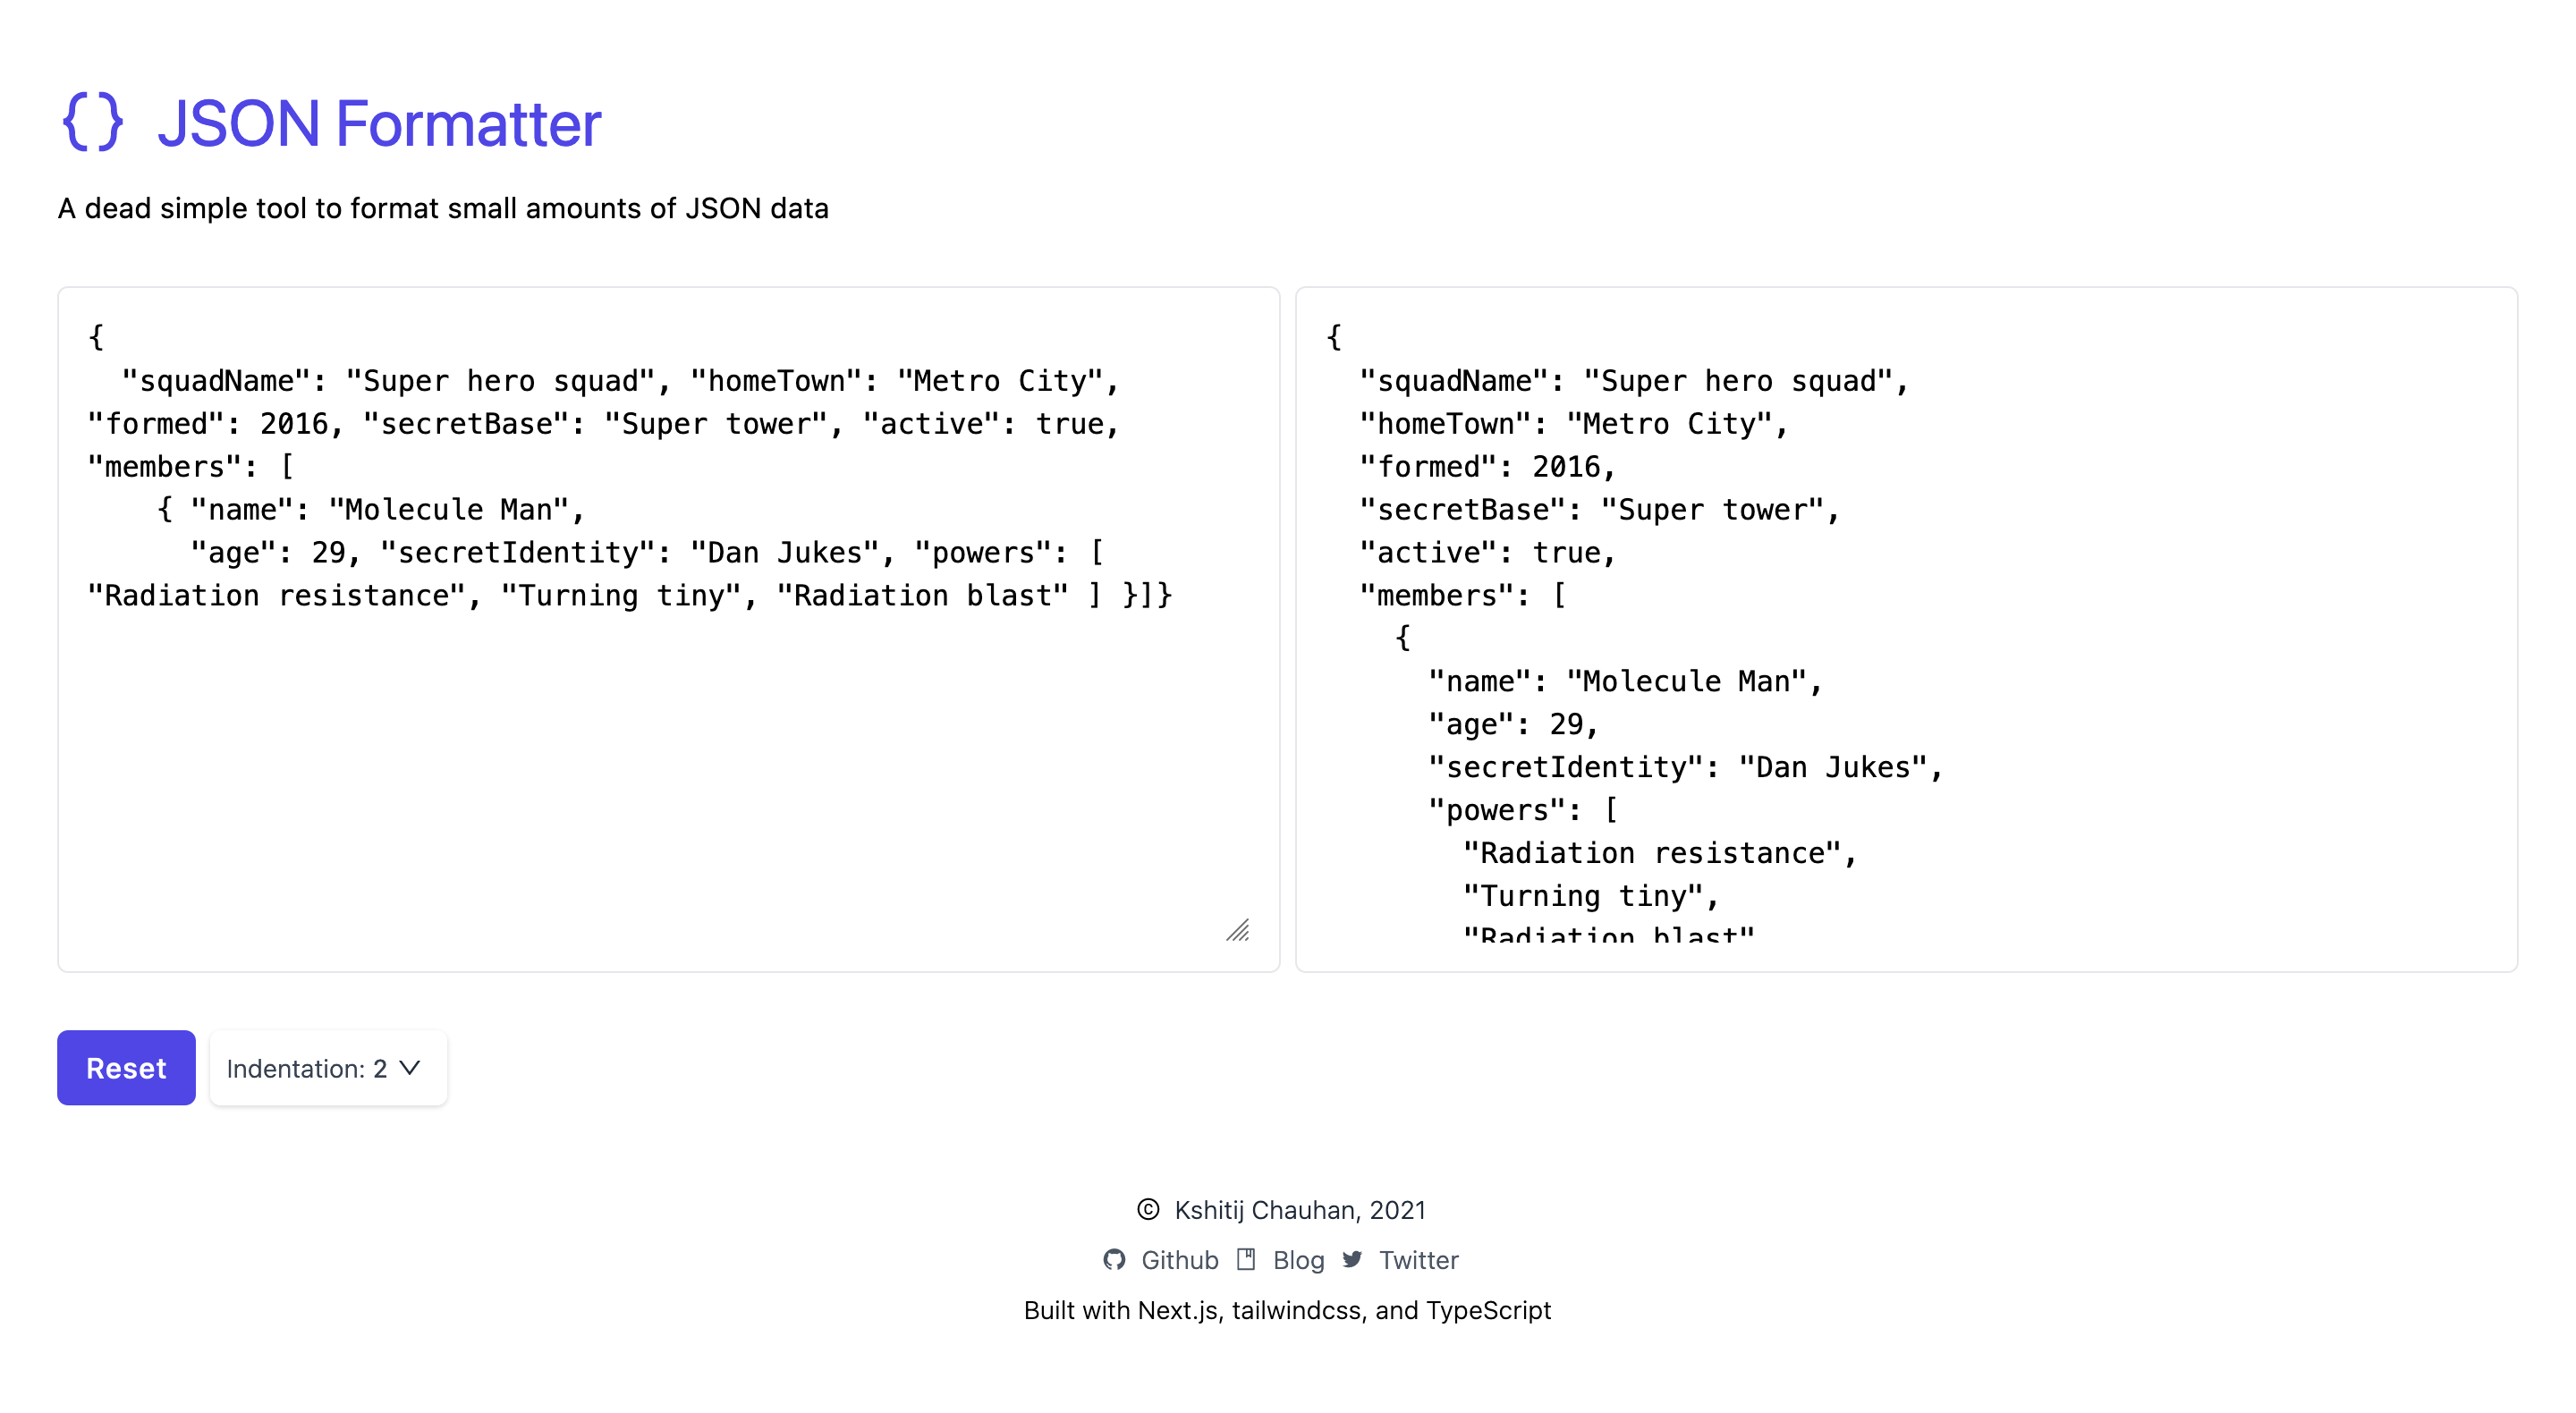 {} JSON Formatter
A dead simple tool to format small amounts of JSON data
{
  "squadName": "Super hero squad", "homeTown": "Metro City",
"formed": 2016, "secretBase": "Super tower", "active": true,
"members": [
    { "name": "Molecule Man",
      "age": 29, "secretIdentity": "Dan Jukes", "powers": [
"Radiation resistance", "Turning tiny", "Radiation blast" ] }]}
{
  "squadName": "Super hero squad",
  "homeTown": "Metro City",
  "formed": 2016,
  "secretBase": "Super tower",
  "active": true,
  "members": [
    {
      "name": "Molecule Man",
      "age": 29,
      "secretIdentity": "Dan Jukes",
      "powers": [
        "Radiation resistance",
        "Turning tiny",
        "Radiation blast"
Reset
Indentation: 2
© Kshitij Chauhan, 2021
Github Blog Twitter
Built with Next.js, tailwindcss, and TypeScript